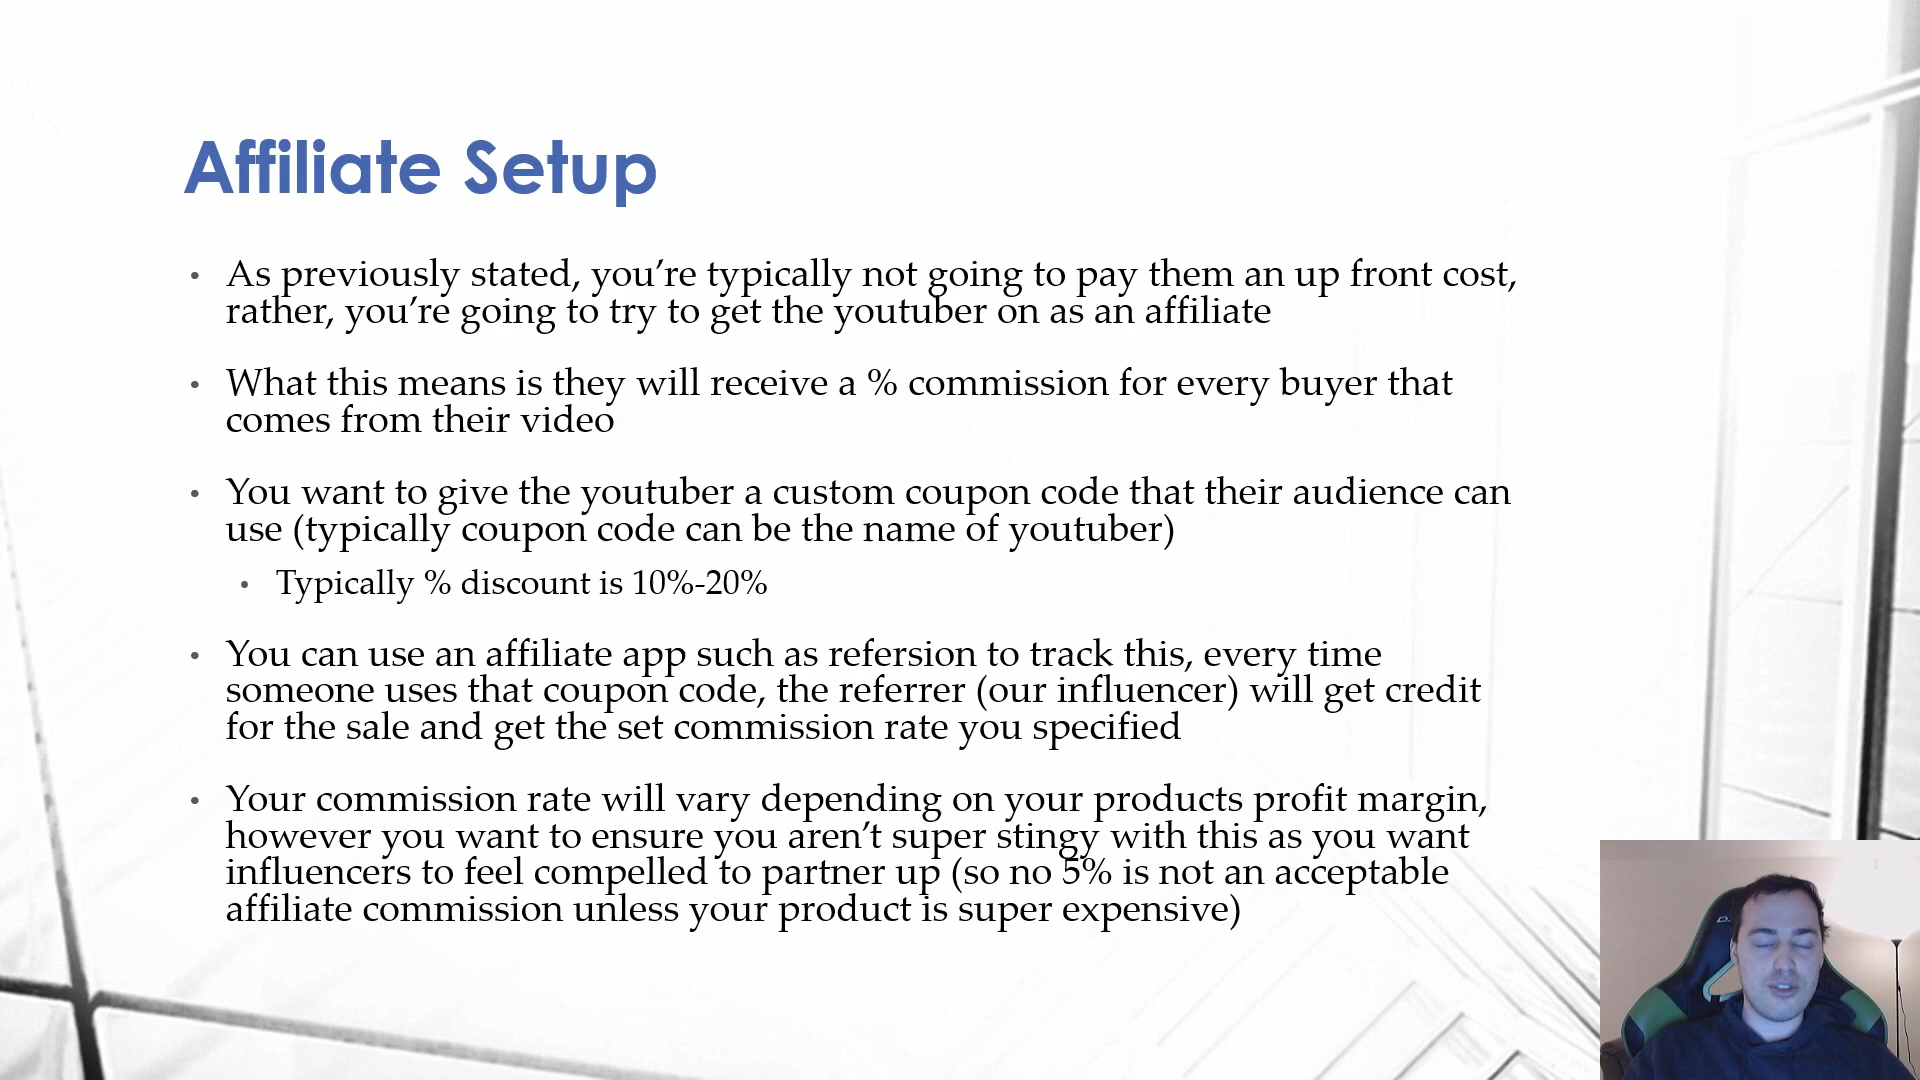 Affiliate Setup
• As previously stated, you’re typically not going to pay them an up front cost,
rather, you’re going to try to get the youtuber on as an affiliate
• What this means is they will receive a % commission for every buyer that
comes from their video
• You want to give the youtuber a custom coupon code that their audience can
use (typically coupon code can be the name of youtuber)
• Typically % discount is 10%-20%
• You can use an affiliate app such as refersion to track this, every time
someone uses that coupon code, the referrer (our influencer) will get credit
for the sale and get the set commission rate you specified
• Your commission rate will vary depending on your products profit margin,
however you want to ensure you aren’t super stingy with this as you want
influencers to feel compelled to partner up (so no 5% is not an acceptable
affiliate commission unless your product is super expensive)